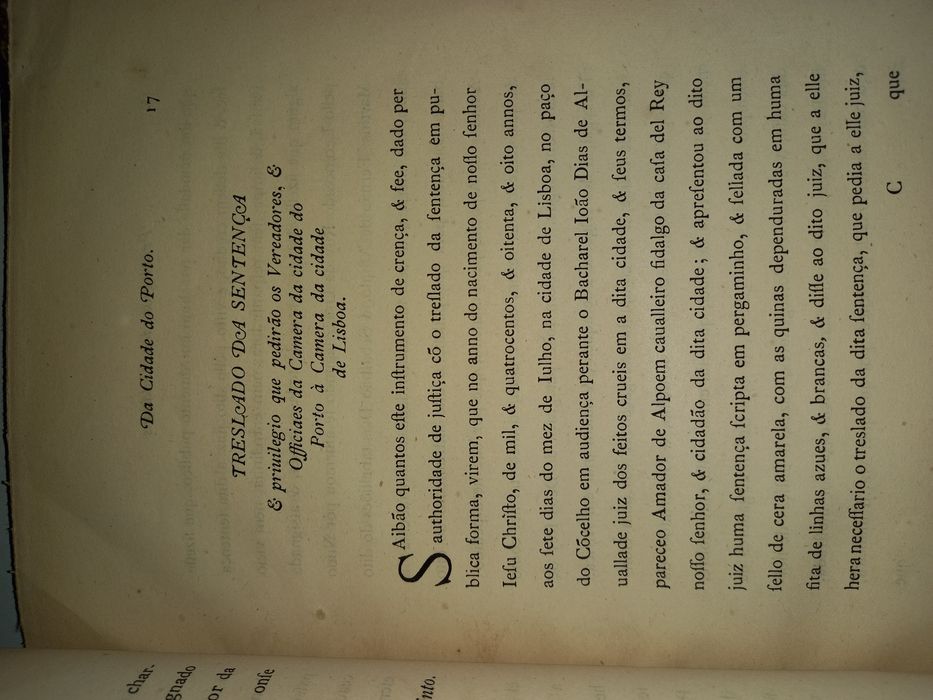 Da Cidade do Porto. 17
TRESLADO DA SENTENÇA
& priuilegio que pedirão os Vereadores, &
Officiaes da Camera da cidade do
Porto à Camera da cidade
de Lisboa.
SAibão quantos eſte inſtrumento de crença, & fee, dado per
authoridade de juſtiça cõ o treſlado da ſentença em pu-
blica forma, virem, que no anno do nacimento de noſſo ſenhor
Ieſu Chriſto, de mil, & quatrocentos, & oitenta, & oito annos,
aos ſete dias do mez de Iulho, na cidade de Lisboa, no paço
do Cõcelho em audiença perante o Bacharel Ioão Dias de Al-
uallade juiz dos feitos crueis em a dita cidade, & ſeus termos,
pareceo Amador de Alpoem caualleiro fidalgo da caſa del Rey
noſſo ſenhor, & cidadão da dita cidade; & apreſentou ao dito
juiz huma ſentença ſcripta em pergaminho, & ſellada com um
ſello de cera amarela, com as quinas dependuradas em huma
fita de linhas azues, & brancas, & diſſe ao dito juiz, que a elle
hera neceſſario o treslado da dita ſentença, que pedia a elle juiz,
C que
char.
gnado
or da
onſe
into.